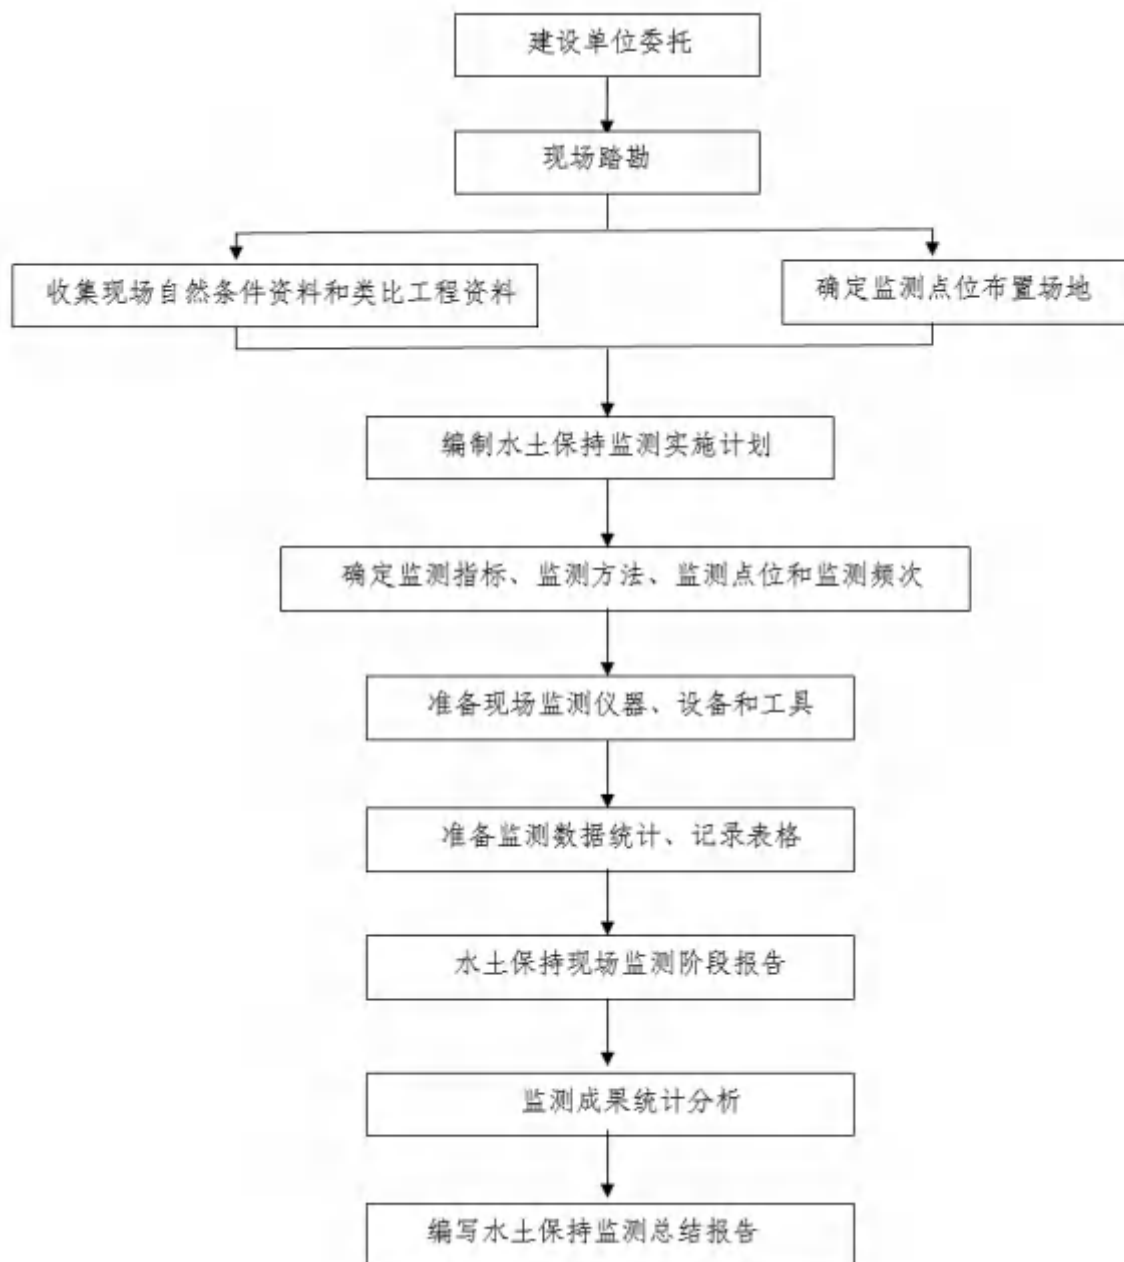 建设单位委托
现场踏勘
收集现场自然条件资料和类比工程资料
确定监测点位布置场地
编制水土保持监测实施计划
确定监测指标、监测方法、监测点位和监测频次
准备现场监测仪器、设备和工具
准备监测数据统计、记录表格
水土保持现场监测阶段报告
监测成果统计分析
编写水土保持监测总结报告